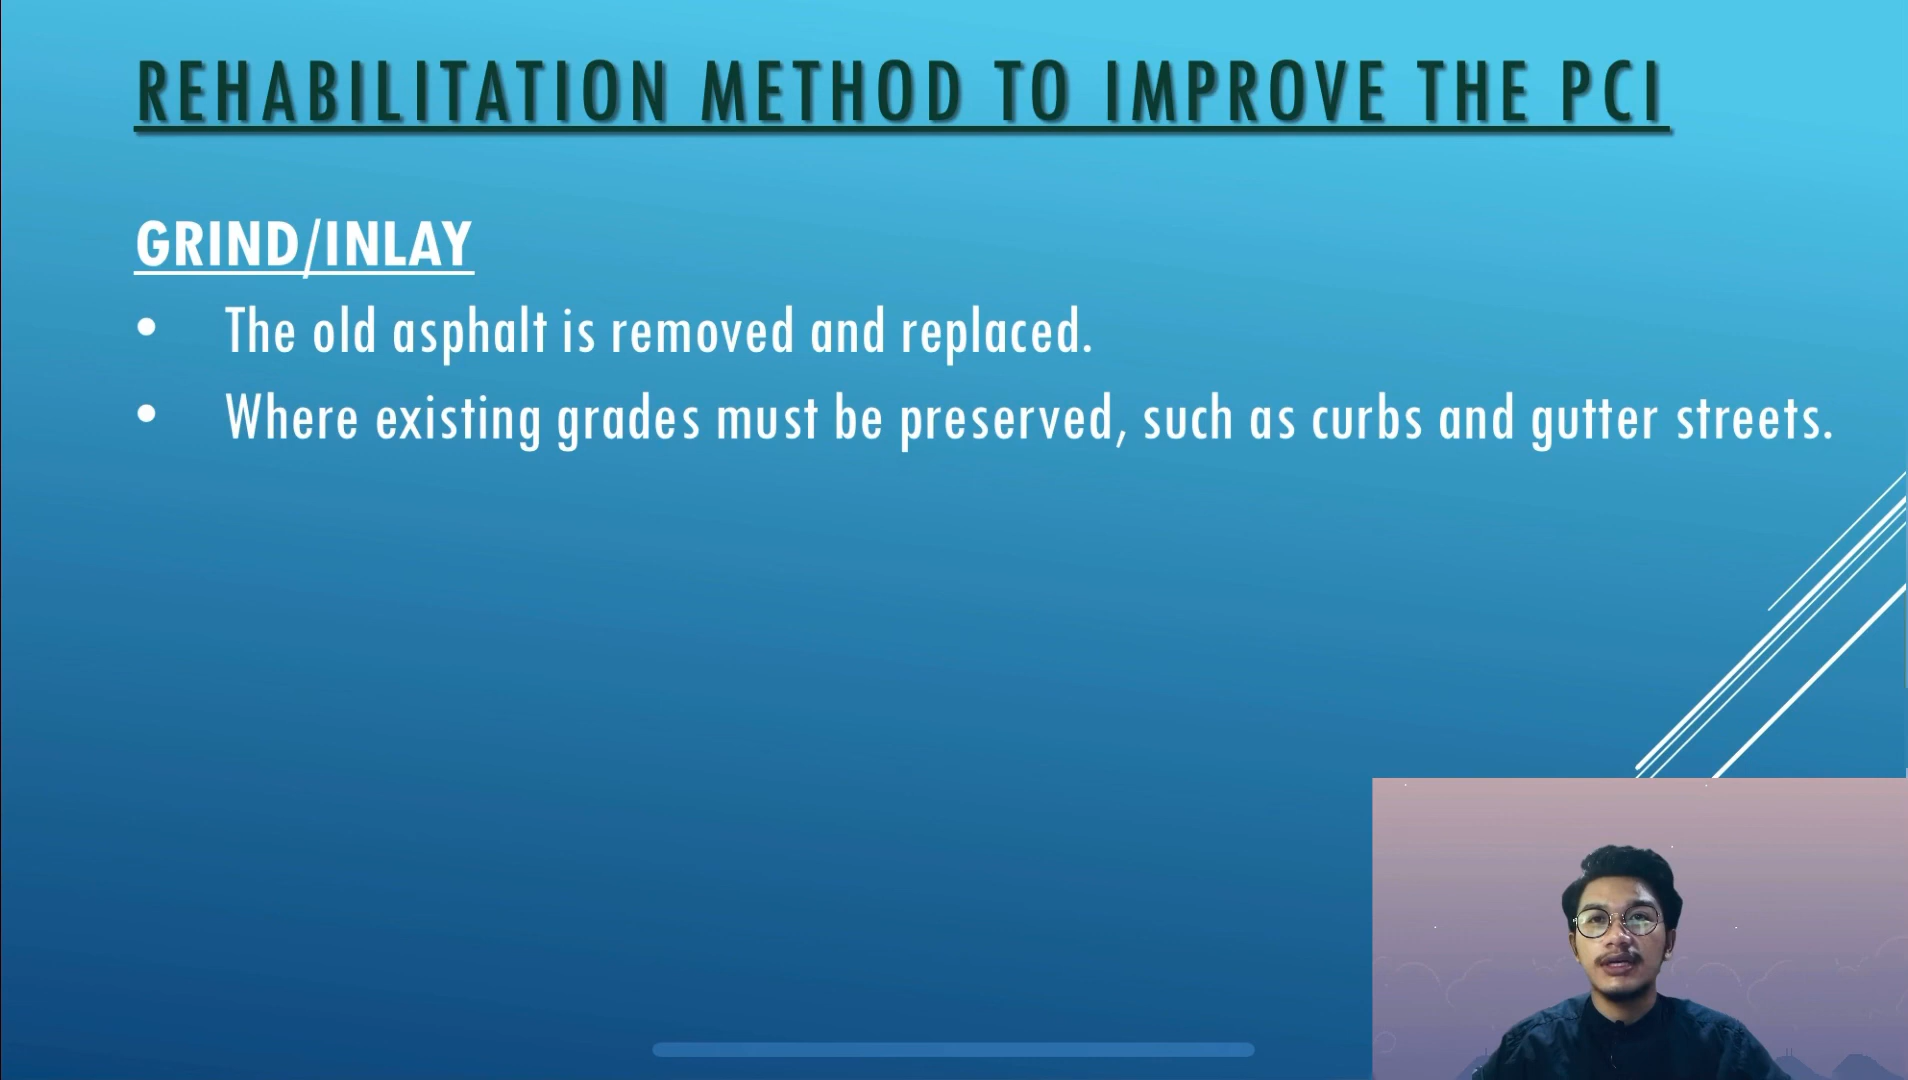 REHABILITATION METHOD TO IMPROVE THE PCI
GRIND/INLAY
• The old asphalt is removed and replaced.
• Where existing grades must be preserved, such as curbs and gutter streets.